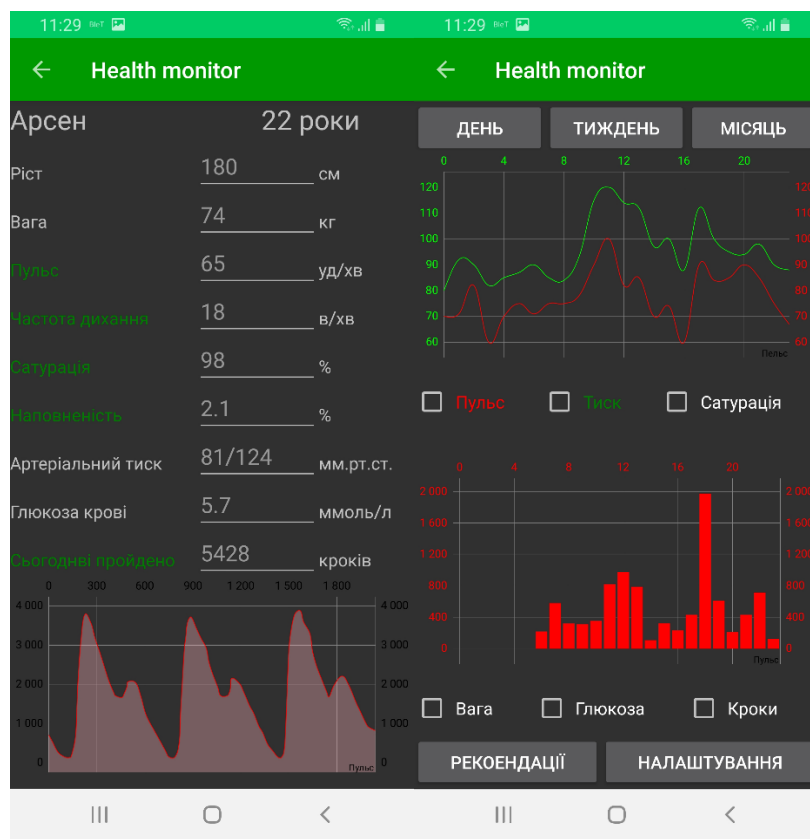 11:29
Health monitor
Арсен 22 роки
Ріст 180 см
Вага 74 кг
Пульс 65 уд/хв
Частота дихання 18 в/хв
Сатурація 98 %
Наповненість 2.1 %
Артеріальний тиск 81/124 мм.рт.ст.
Глюкоза крові 5.7 ммоль/л
Сьогоднві пройдено 5428 кроків
0 300 600 900 1 200 1 500 1 800
4 000 4 000
3 000 3 000
2 000 2 000
1 000 1 000
0 0
Пульс
11:29
Health monitor
ДЕНЬ ТИЖДЕНЬ МІСЯЦЬ
0 4 8 12 16 20
120 120
110 110
100 100
90 90
80 80
70 70
60 60
Пельс
Пульс Тиск Сатурація
0 4 8 12 16 20
2 000 2 000
1 600 1 600
1 200 1 200
800 800
400 400
0 0
Пульс
Вага Глюкоза Кроки
РЕКОЕНДАЦІЇ НАЛАШТУВАННЯ